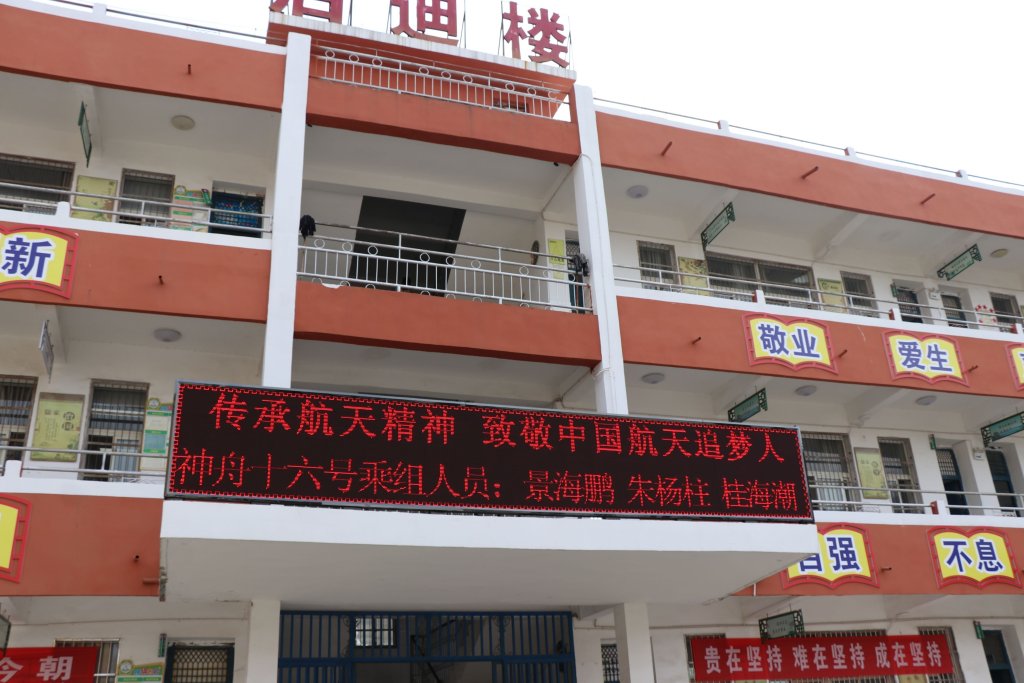 迪楼
新
敬业
爱生
传承航天精神 致敬中国航天追梦人
神舟十六号乘组人员：景海鹏 朱杨柱 桂海潮
自强
不息
今朝
贵在坚持 难在坚持 成在坚持